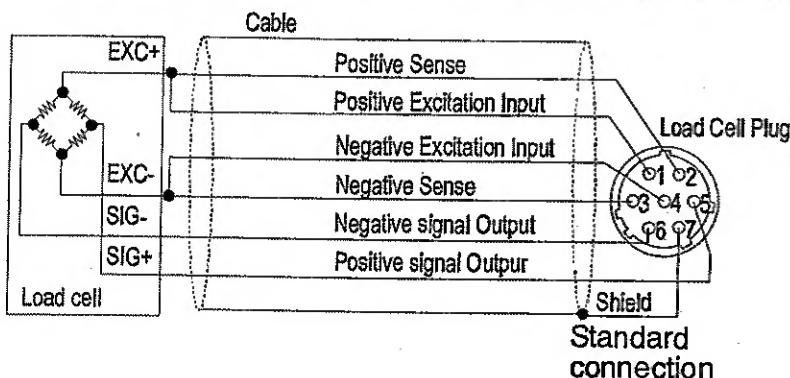 Cable
EXC+
Positive Sense
Positive Excitation Input
Load Cell Plug
Negative Excitation Input
1 2
EXC-
Negative Sense
3 4 5
SIG-
Negative signal Output
6 7
SIG+
Positive signal Outpur
Load cell
Shield
Standard
connection